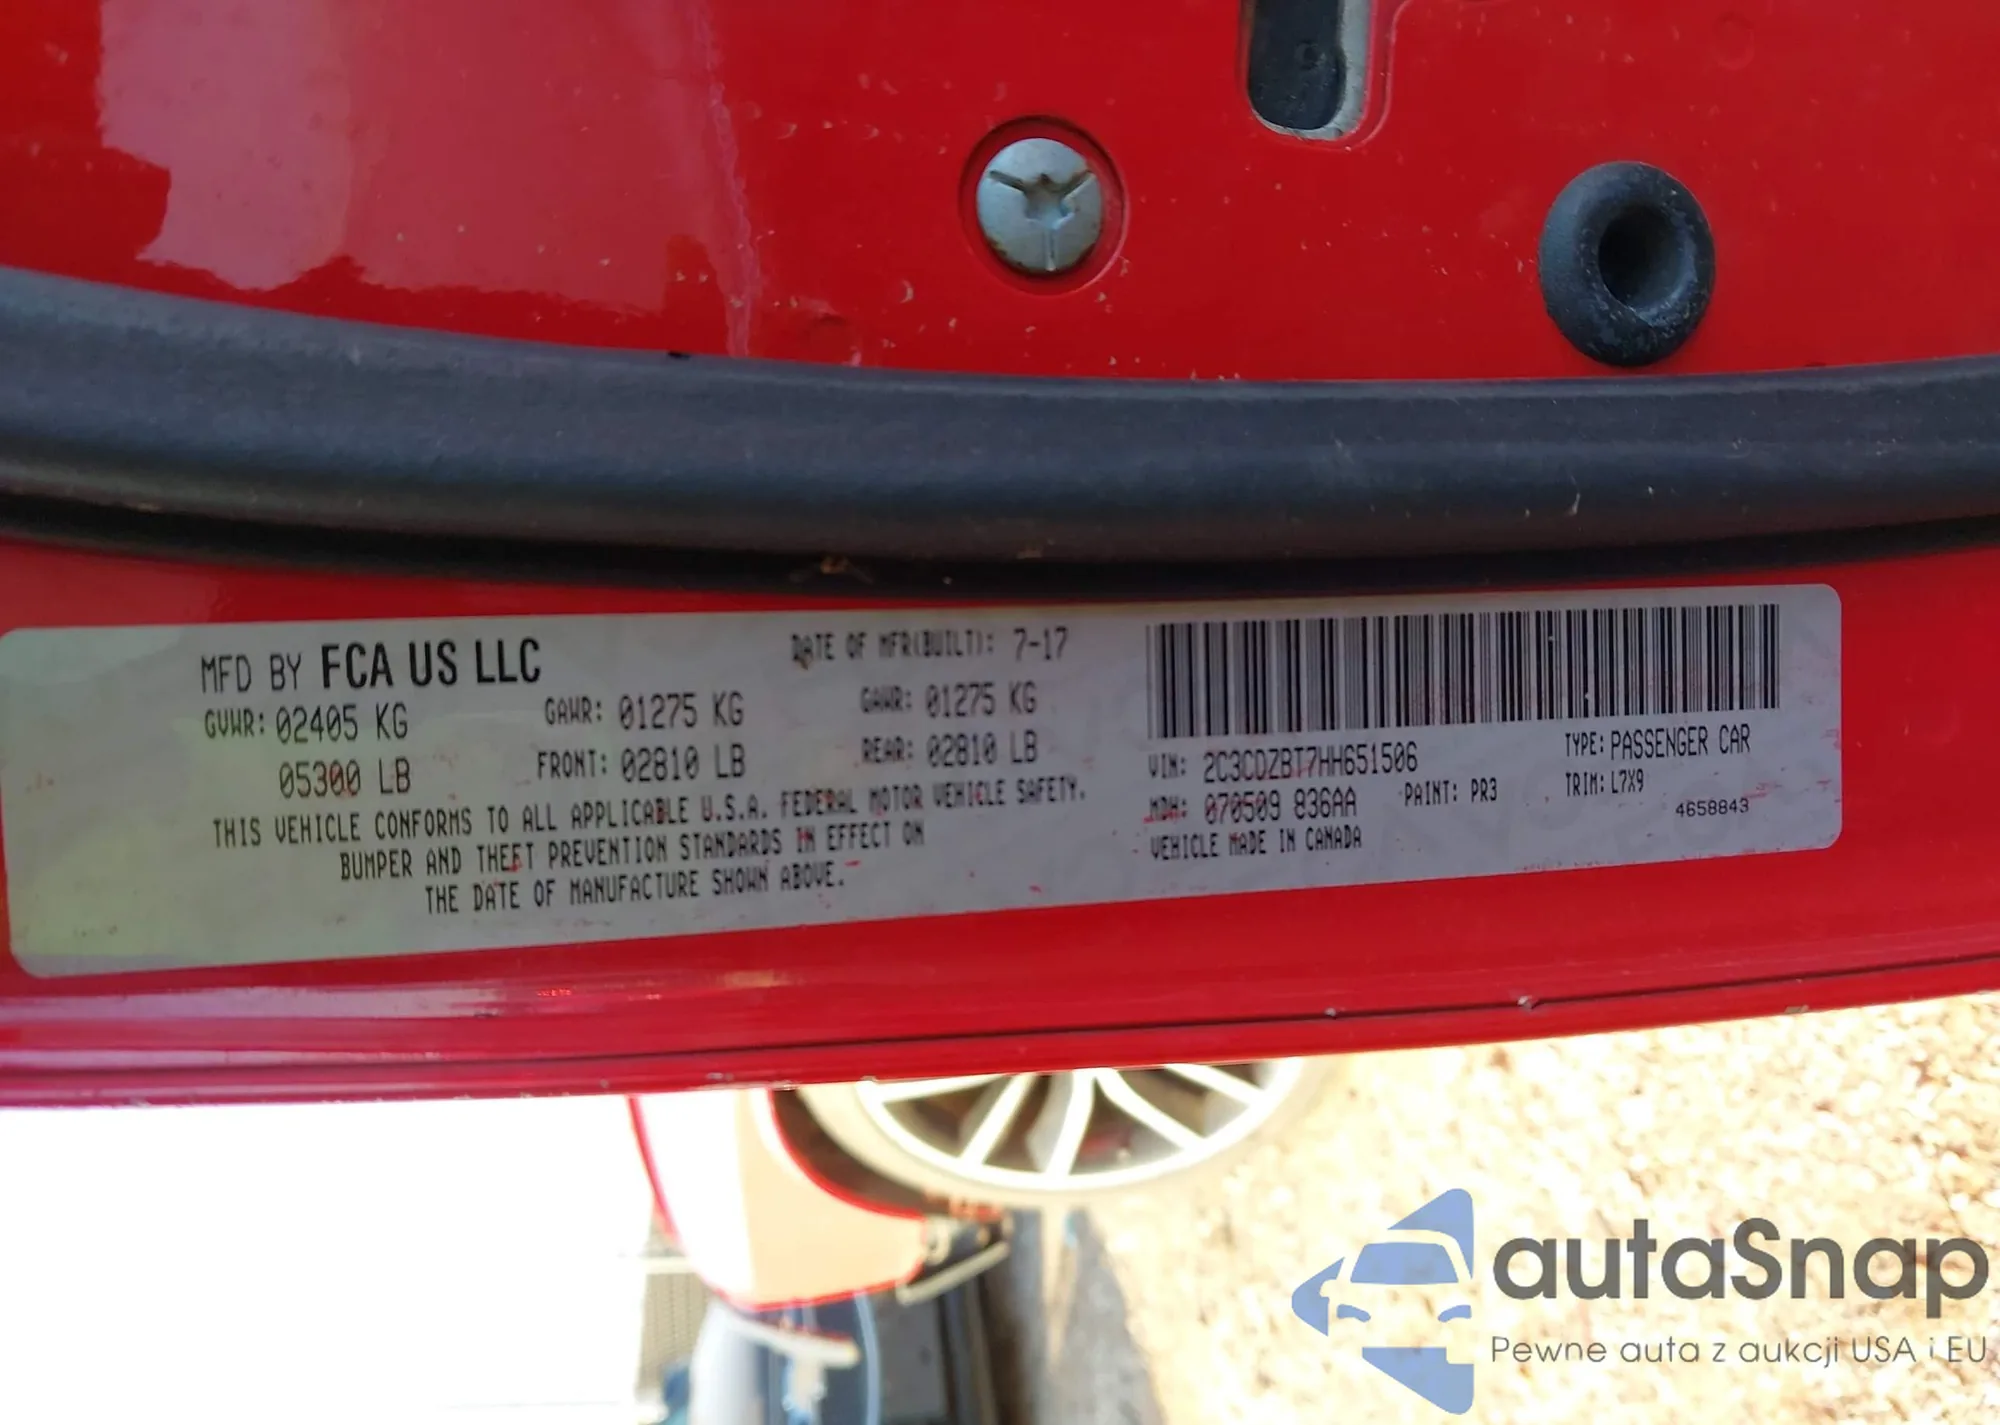 MFD BY FCA US LLC
DATE OF MFR(BUILT): 7-17
GVWR: 02405 KG GAWR: 01275 KG GAWR: 01275 KG
05300 LB FRONT: 02810 LB REAR: 02810 LB
THIS VEHICLE CONFORMS TO ALL APPLICABLE U.S.A. FEDERAL MOTOR VEHICLE SAFETY.
BUMPER AND THEFT PREVENTION STANDARDS IN EFFECT ON
THE DATE OF MANUFACTURE SHOWN ABOVE.
VIN: 2C3CDZBT7HH651506 TYPE: PASSENGER CAR
MDH: 070509 836AA PAINT: PR3 TRIM: L7X9
VEHICLE MADE IN CANADA 4658843
autaSnap
Pewne auta z aukcji USA i EU